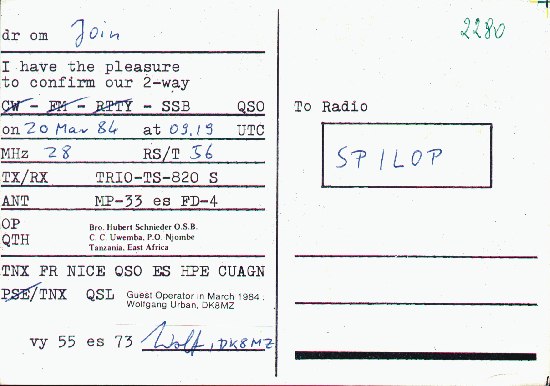 2280
dr om Join
I have the pleasure
to confirm our 2-way
CW - FM - RTTY - SSB QSO
on 20 Mar 84 at 09.19 UTC
MHz 28 RS/T 56
TX/RX TRIO-TS-820 S
ANT MP-33 es FD-4
OP
QTH
Bro. Hubert Schnieder O.S.B.
C. C. Uwemba, P.O. Njombe
Tanzania, East Africa
TNX FR NICE QSO ES HPE CUAGN
PSE/TNX QSL
Guest Operator in March 1984:
Wolfgang Urban, DK8MZ
vy 55 es 73 Wolf, DK8MZ
To Radio
SP1LOP